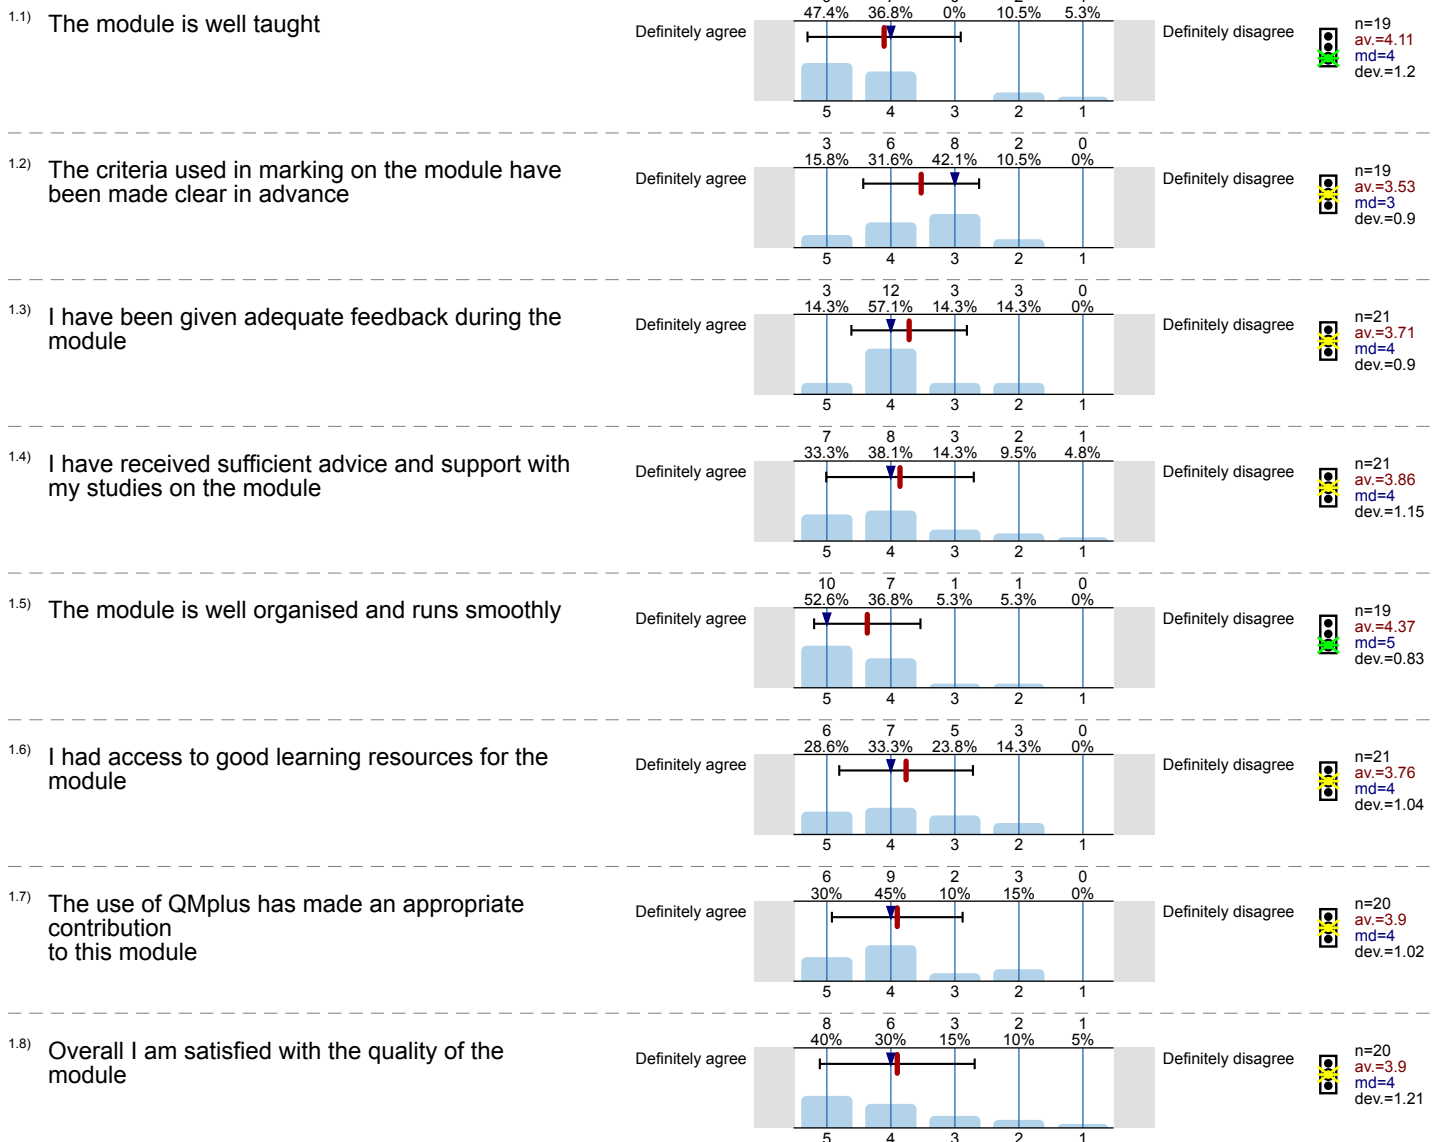 47.4% 36.8% 0% 10.5% 5.3%
1.1) The module is well taught
Definitely agree
Definitely disagree
n=19
av.=4.11
md=4
dev.=1.2
5 4 3 2 1
3 6 8 2 0
15.8% 31.6% 42.1% 10.5% 0%
1.2) The criteria used in marking on the module have
been made clear in advance
Definitely agree
Definitely disagree
n=19
av.=3.53
md=3
dev.=0.9
5 4 3 2 1
3 12 3 3 0
14.3% 57.1% 14.3% 14.3% 0%
1.3) I have been given adequate feedback during the
module
Definitely agree
Definitely disagree
n=21
av.=3.71
md=4
dev.=0.9
5 4 3 2 1
7 8 3 2 1
33.3% 38.1% 14.3% 9.5% 4.8%
1.4) I have received sufficient advice and support with
my studies on the module
Definitely agree
Definitely disagree
n=21
av.=3.86
md=4
dev.=1.15
5 4 3 2 1
10 7 1 1 0
52.6% 36.8% 5.3% 5.3% 0%
1.5) The module is well organised and runs smoothly
Definitely agree
Definitely disagree
n=19
av.=4.37
md=5
dev.=0.83
5 4 3 2 1
6 7 5 3 0
28.6% 33.3% 23.8% 14.3% 0%
1.6) I had access to good learning resources for the
module
Definitely agree
Definitely disagree
n=21
av.=3.76
md=4
dev.=1.04
5 4 3 2 1
6 9 2 3 0
30% 45% 10% 15% 0%
1.7) The use of QMplus has made an appropriate
contribution
to this module
Definitely agree
Definitely disagree
n=20
av.=3.9
md=4
dev.=1.02
5 4 3 2 1
8 6 3 2 1
40% 30% 15% 10% 5%
1.8) Overall I am satisfied with the quality of the
module
Definitely agree
Definitely disagree
n=20
av.=3.9
md=4
dev.=1.21
5 4 3 2 1